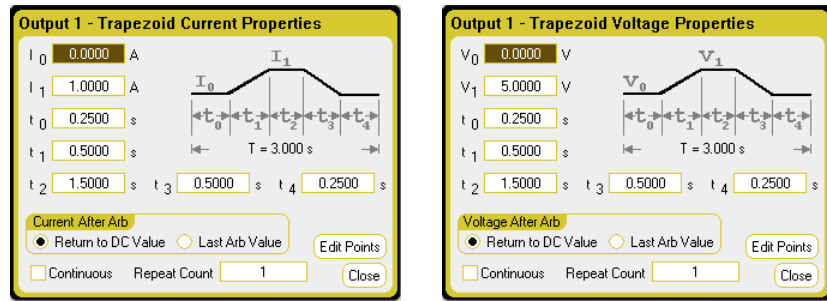 Output 1 - Trapezoid Current Properties
I 0 0.0000 A
I 1 1.0000 A
t 0 0.2500 s
t 1 0.5000 s
t 2 1.5000 s t 3 0.5000 s t 4 0.2500 s
I0 I1
t0 t1 t2 t3 t4
T = 3.000 s
Current After Arb
Return to DC Value Last Arb Value
Edit Points
Continuous Repeat Count 1
Close
Output 1 - Trapezoid Voltage Properties
V0 0.0000 V
V1 5.0000 V
t 0 0.2500 s
t 1 0.5000 s
t 2 1.5000 s t 3 0.5000 s t 4 0.2500 s
V0 V1
t0 t1 t2 t3 t4
T = 3.000 s
Voltage After Arb
Return to DC Value Last Arb Value
Edit Points
Continuous Repeat Count 1
Close